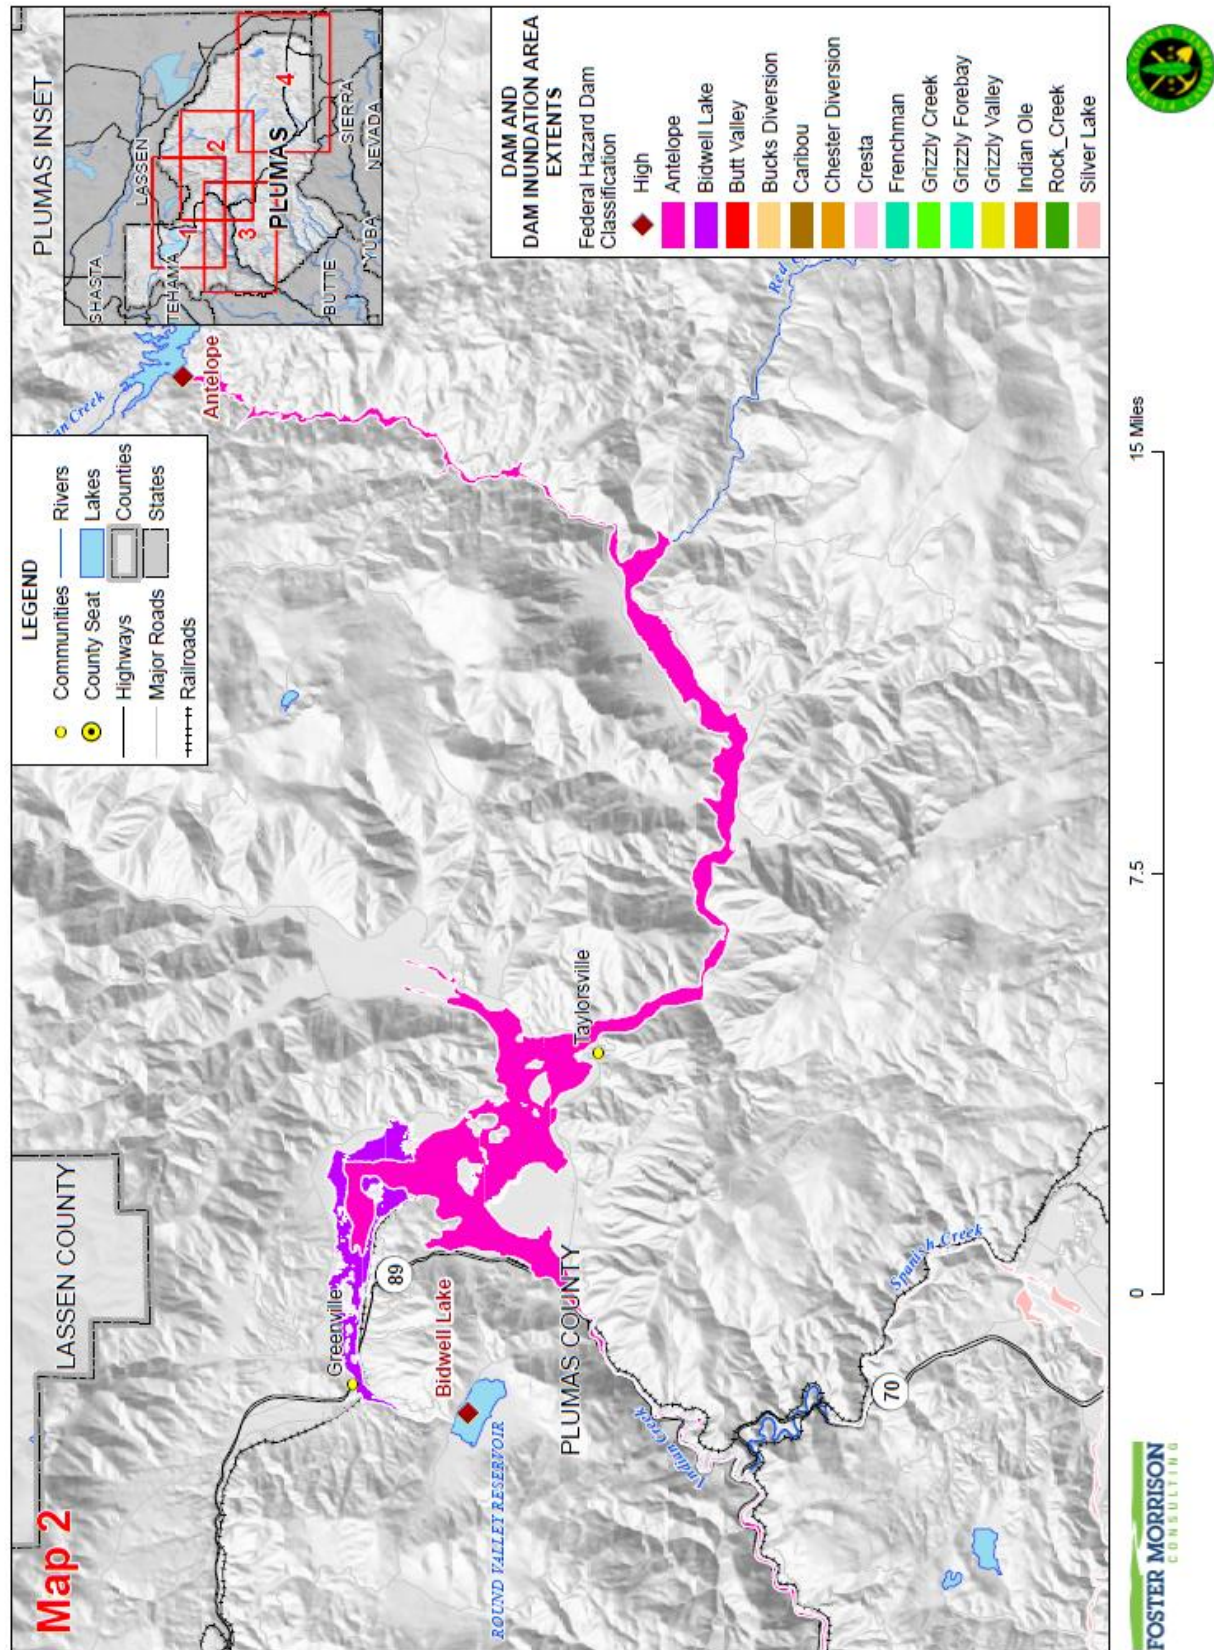 Map 2
LASSEN COUNTY
Greenville
89
Bidwell Lake
ROUND VALLEY RESERVOIR
PLUMAS COUNTY
Indian Creek
Spanish Creek
70
Taylorsville
LEGEND
Communities
County Seat
Highways
Major Roads
Railroads
Rivers
Lakes
Counties
States
Creek
Antelope
Red
PLUMAS INSET
SHASTA
LASSEN
TEHAMA
1
2
3
4
PLUMAS
BUTTE
YUBA
SIERRA
NEVADA
DAM AND
DAM INUNDATION AREA
EXTENTS
Federal Hazard Dam
Classification
High
Antelope
Bidwell Lake
Butt Valley
Bucks Diversion
Caribou
Chester Diversion
Cresta
Frenchman
Grizzly Creek
Grizzly Forebay
Grizzly Valley
Indian Ole
Rock_Creek
Silver Lake
0
7.5
15 Miles
FOSTER MORRISON
CONSULTING
PLUMAS COUNTY CALIFORNIA